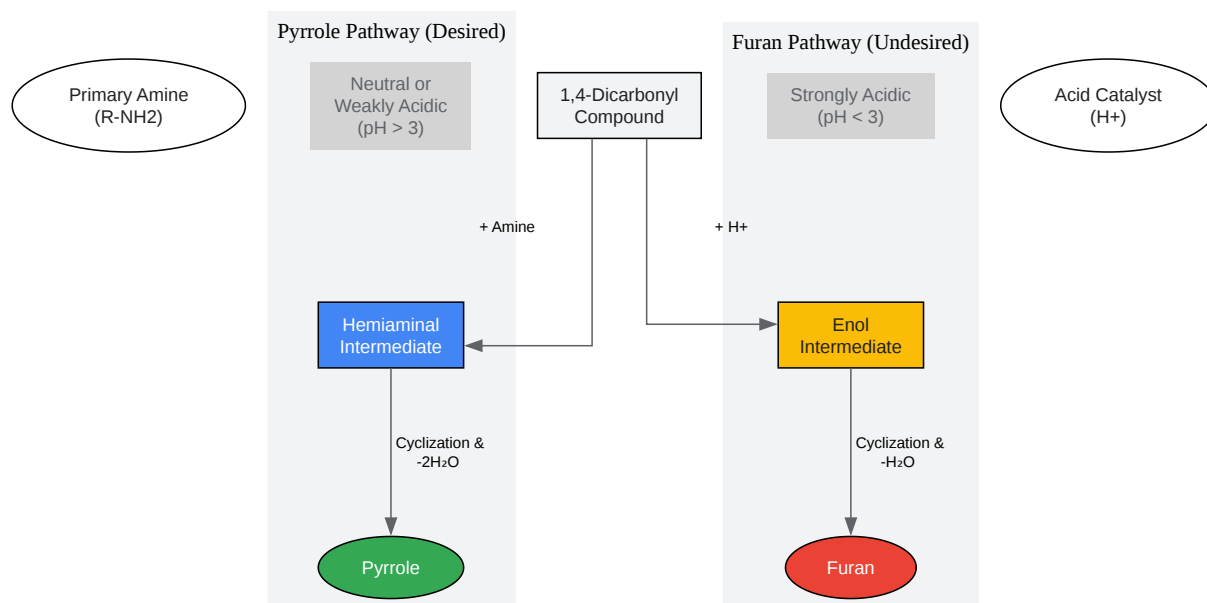 Pyrrole Pathway (Desired)
Furan Pathway (Undesired)
Primary Amine
(R-NH2)
Neutral or
Weakly Acidic
(pH > 3)
1,4-Dicarbonyl
Compound
Strongly Acidic
(pH < 3)
Acid Catalyst
(H+)
+ Amine
+ H+
Hemiaminal
Intermediate
Enol
Intermediate
Cyclization &
-2H₂O
Cyclization &
-H₂O
Pyrrole
Furan